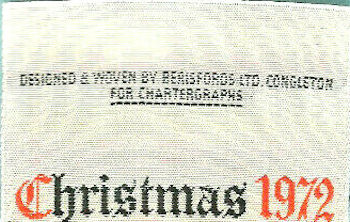 DESIGNED & WOVEN BY BERISFORDS LTD. CONGLETON
FOR CHARTERGRAPHS
Christmas 1972